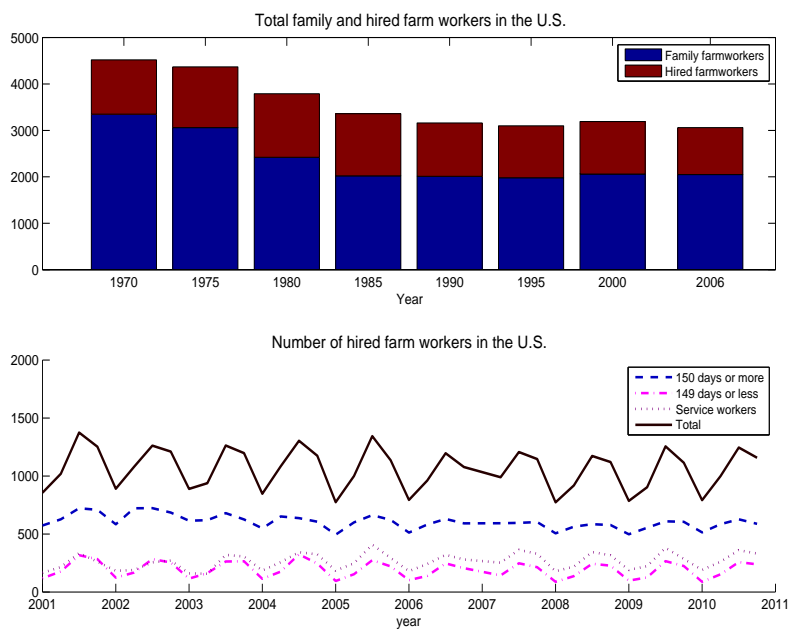 Total family and hired farm workers in the U.S.
5000
4000
3000
2000
1000
0
Family farmworkers
Hired farmworkers
1970 1975 1980 1985 1990 1995 2000 2006
Year
Number of hired farm workers in the U.S.
2000
1500
1000
500
0
150 days or more
149 days or less
Service workers
Total
2001 2002 2003 2004 2005 2006 2007 2008 2009 2010 2011
year